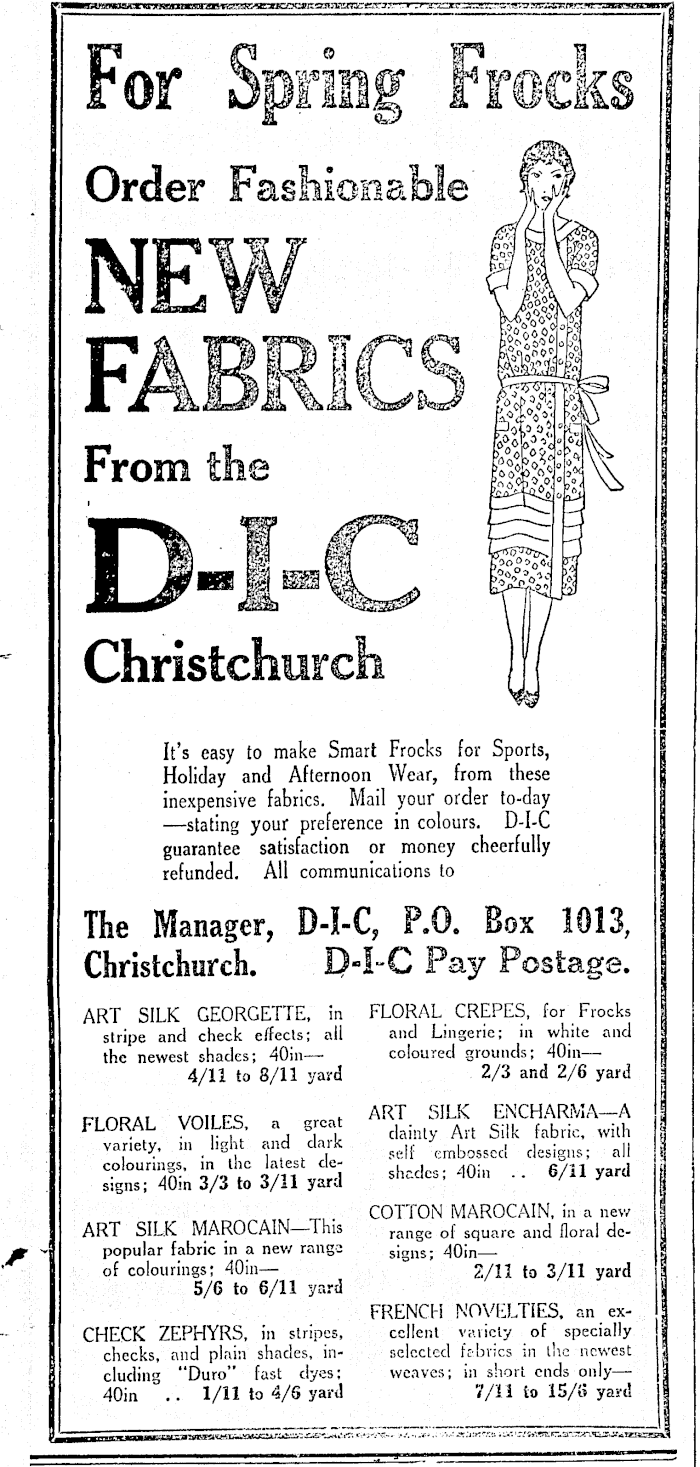 For Spring Frocks
Order Fashionable
NEW
FABRICS
From the
D-I-C
Christchurch
It's easy to make Smart Frocks for Sports,
Holiday and Afternoon Wear, from these
inexpensive fabrics. Mail your order to-day
—stating your preference in colours. D-I-C
guarantee satisfaction or money cheerfully
refunded. All communications to
The Manager, D-I-C, P.O. Box 1013,
Christchurch. D-I-C Pay Postage.
ART SILK GEORGETTE, in
stripe and check effects; all
the newest shades; 40in—
4/11 to 8/11 yard
FLORAL VOILES, a great
variety, in light and dark
colourings, in the latest de-
signs; 40in 3/3 to 3/11 yard
ART SILK MAROCAIN—This
popular fabric in a new range
of colourings; 40in—
5/6 to 6/11 yard
CHECK ZEPHYRS, in stripes,
checks, and plain shades, in-
cluding "Duro" fast dyes;
40in .. 1/11 to 4/6 yard
FLORAL CREPES, for Frocks
and Lingerie; in white and
coloured grounds; 40in—
2/3 and 2/6 yard
ART SILK ENCHARMA—A
dainty Art Silk fabric, with
self embossed designs; all
shades; 40in .. 6/11 yard
COTTON MAROCAIN, in a new
range of square and floral de-
signs; 40in—
2/11 to 3/11 yard
FRENCH NOVELTIES, an ex-
cellent variety of specially
selected fabrics in the newest
weaves; in short ends only—
7/11 to 15/6 yard